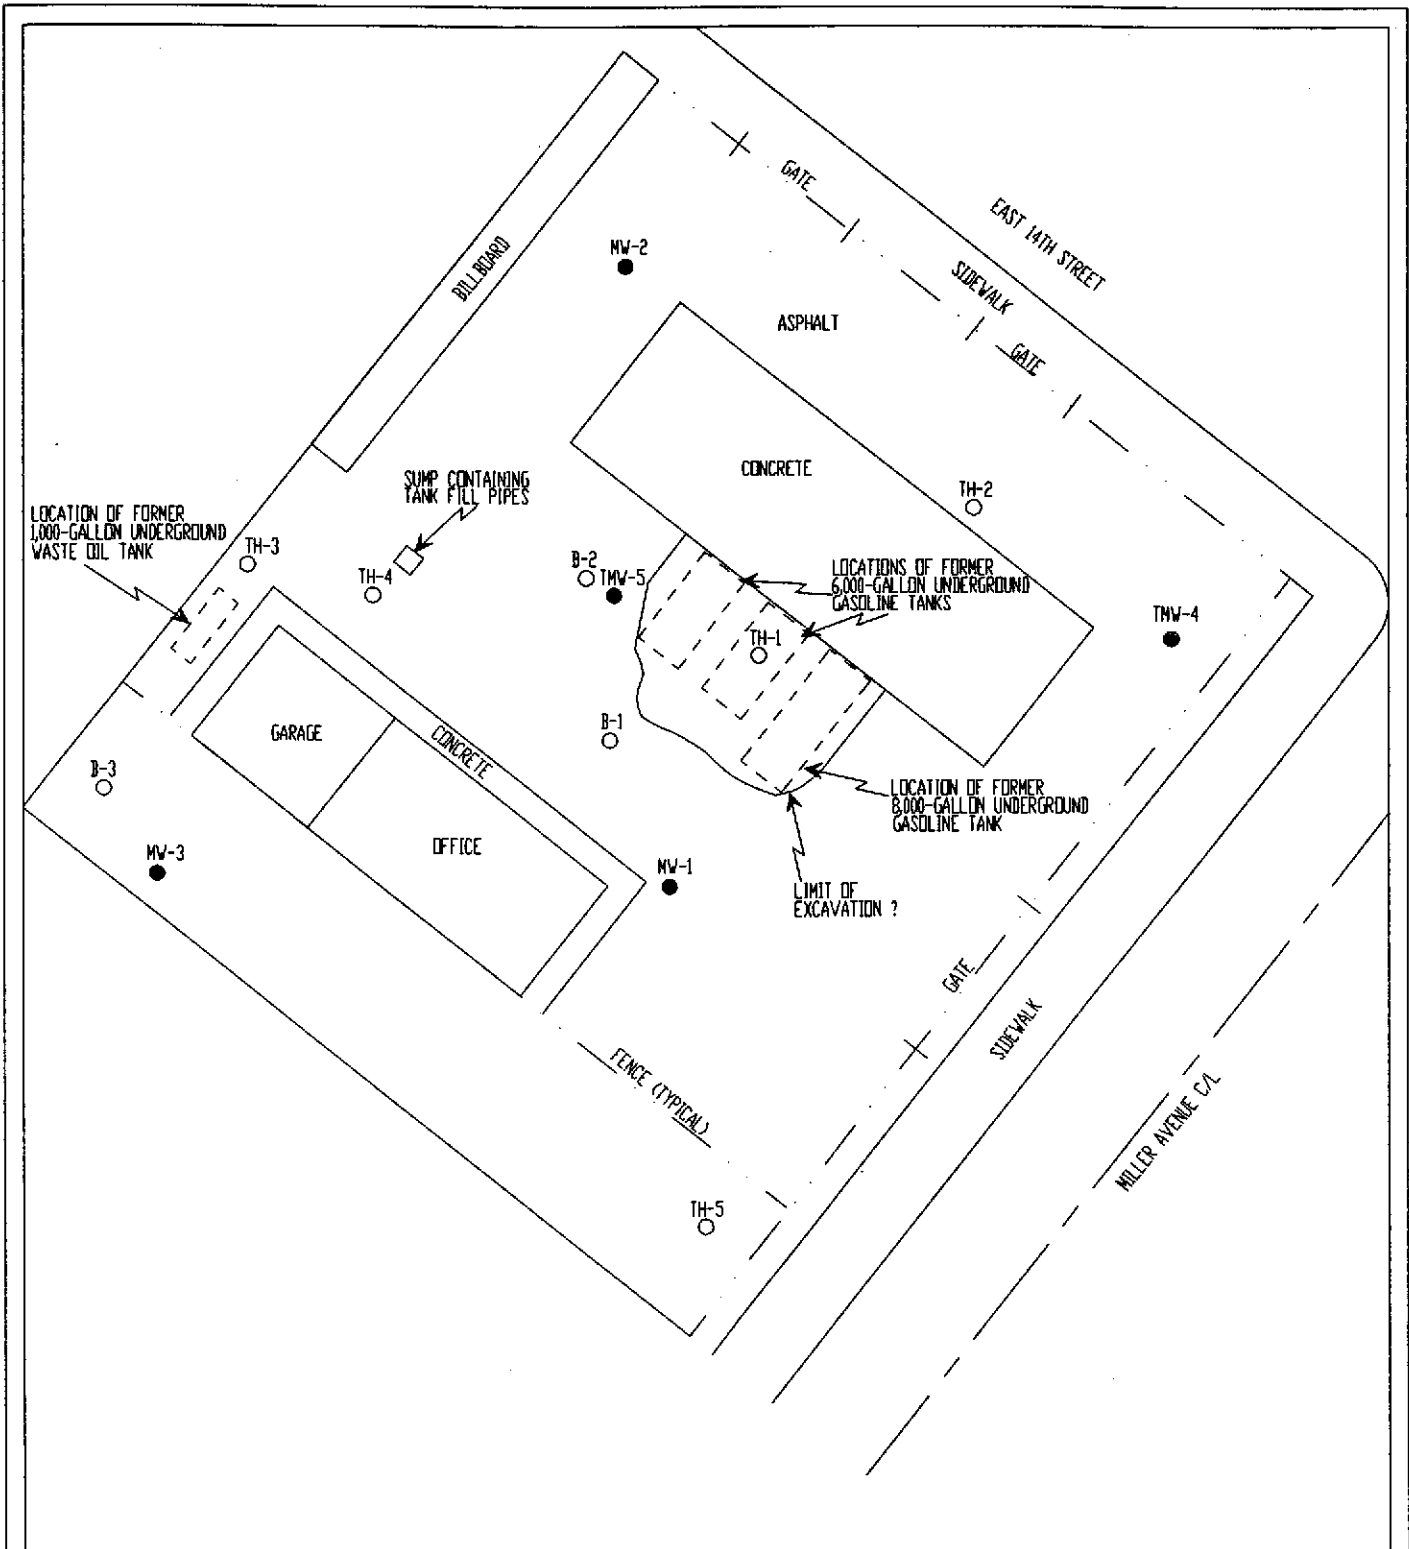 GATE
EAST 14TH STREET
MW-2
BILLBOARD
SIDEWALK
ASPHALT
GATE
CONCRETE
SUMP CONTAINING
TANK FILL PIPES
TH-2
LOCATION OF FORMER
1,000-GALLON UNDERGROUND
WASTE OIL TANK
TH-3
TH-4
B-2
TMW-5
LOCATIONS OF FORMER
6,000-GALLON UNDERGROUND
GASOLINE TANKS
TMW-4
TH-1
GARAGE
CONCRETE
B-1
B-3
LOCATION OF FORMER
8,000-GALLON UNDERGROUND
GASOLINE TANK
OFFICE
MW-3
MW-1
LIMIT OF
EXCAVATION ?
GATE
SIDEWALK
FENCE (TYPICAL)
MILLER AVENUE C/L
TH-5